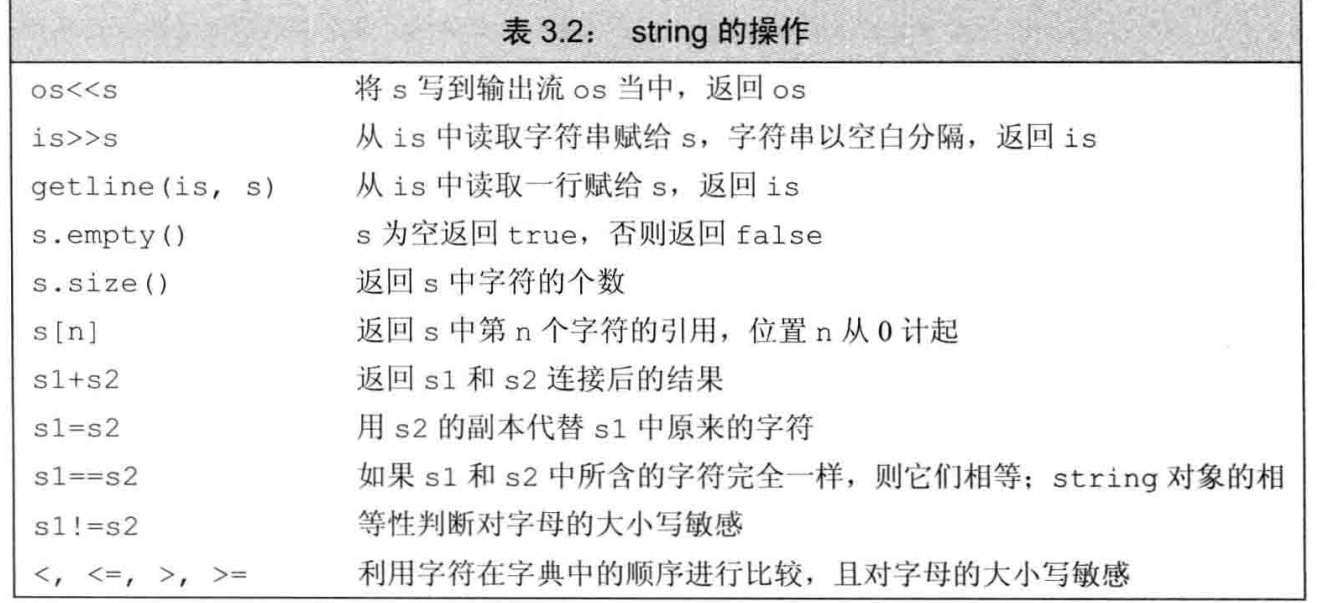 表 3.2： string 的操作
os<<s 将 s 写到输出流 os 当中，返回 os
is>>s 从 is 中读取字符串赋给 s，字符串以空白分隔，返回 is
getline(is, s) 从 is 中读取一行赋给 s，返回 is
s.empty() s 为空返回 true，否则返回 false
s.size() 返回 s 中字符的个数
s[n] 返回 s 中第 n 个字符的引用，位置 n 从 0 计起
s1+s2 返回 s1 和 s2 连接后的结果
s1=s2 用 s2 的副本代替 s1 中原来的字符
s1==s2 如果 s1 和 s2 中所含的字符完全一样，则它们相等；string 对象的相
s1!=s2 等性判断对字母的大小写敏感
<, <=, >, >= 利用字符在字典中的顺序进行比较，且对字母的大小写敏感